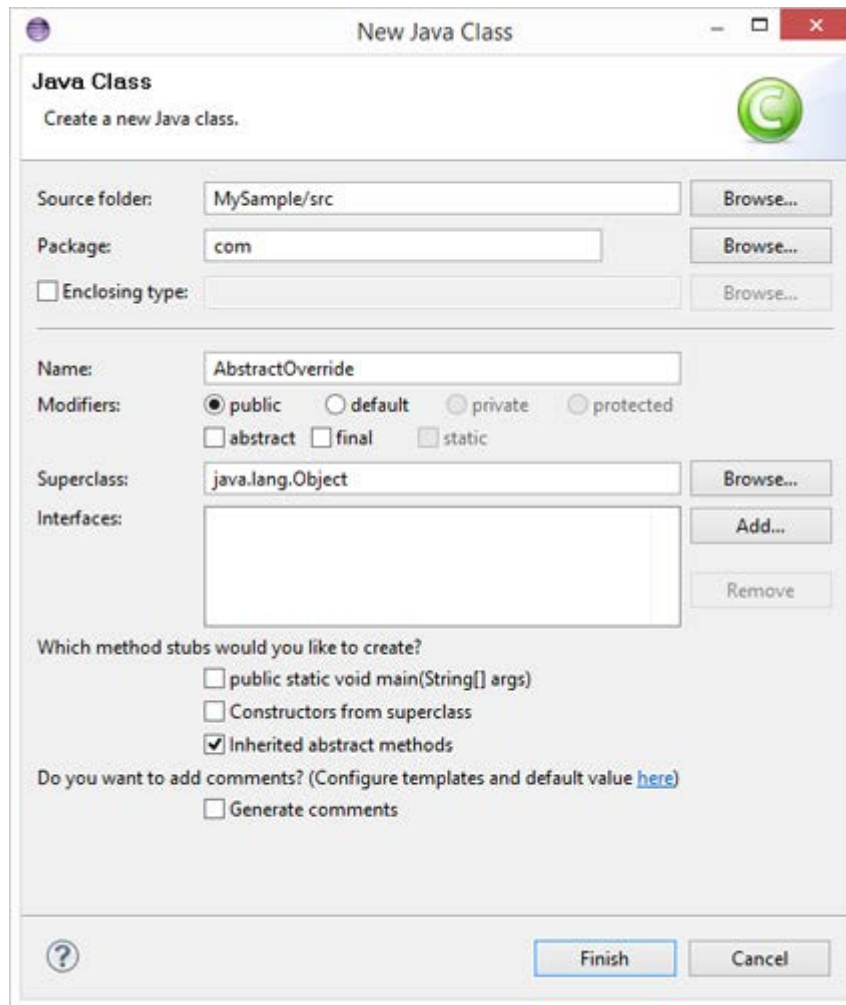 New Java Class
Java Class
Create a new Java class.
C
Source folder: MySample/src Browse...
Package: com Browse...
Enclosing type: Browse...
Name: AbstractOverride
Modifiers: public default private protected
abstract final static
Superclass: java.lang.Object Browse...
Interfaces: Add...
Remove
Which method stubs would you like to create?
public static void main(String[] args)
Constructors from superclass
Inherited abstract methods
Do you want to add comments? (Configure templates and default value here)
Generate comments
? Finish Cancel